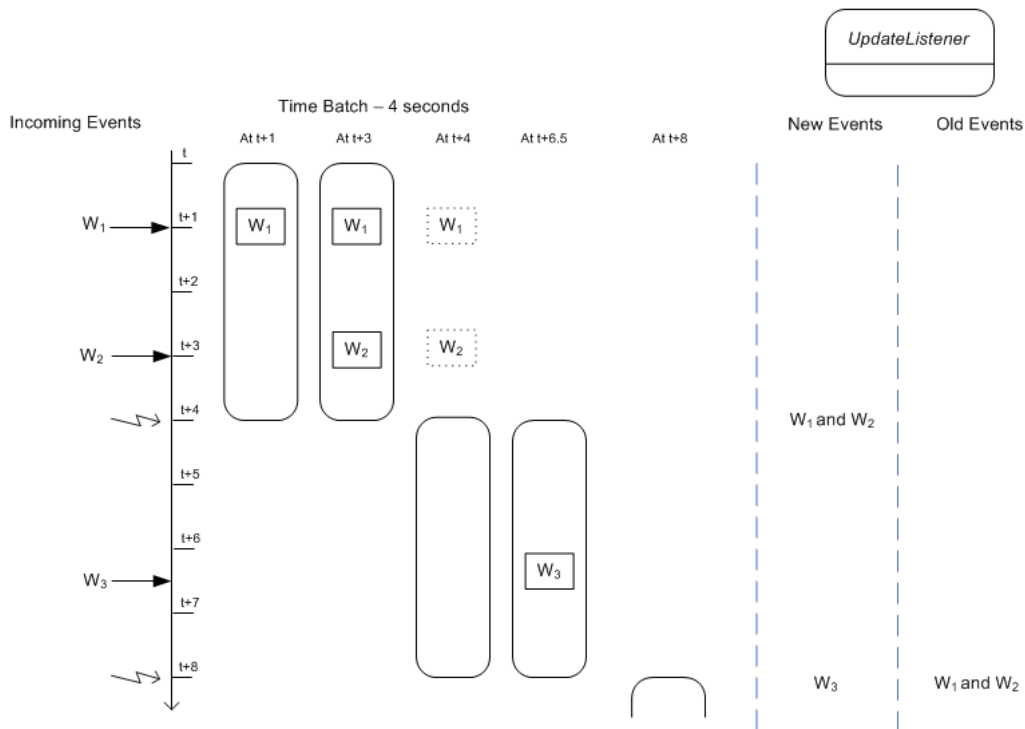 UpdateListener
Time Batch – 4 seconds
Incoming Events
New Events
Old Events
At t+1
At t+3
At t+4
At t+6.5
At t+8
t
W₁
t+1
W₁
W₁
W₁
t+2
W₂
t+3
W₂
W₂
t+4
W₁ and W₂
t+5
t+6
W₃
W₃
t+7
t+8
W₃
W₁ and W₂